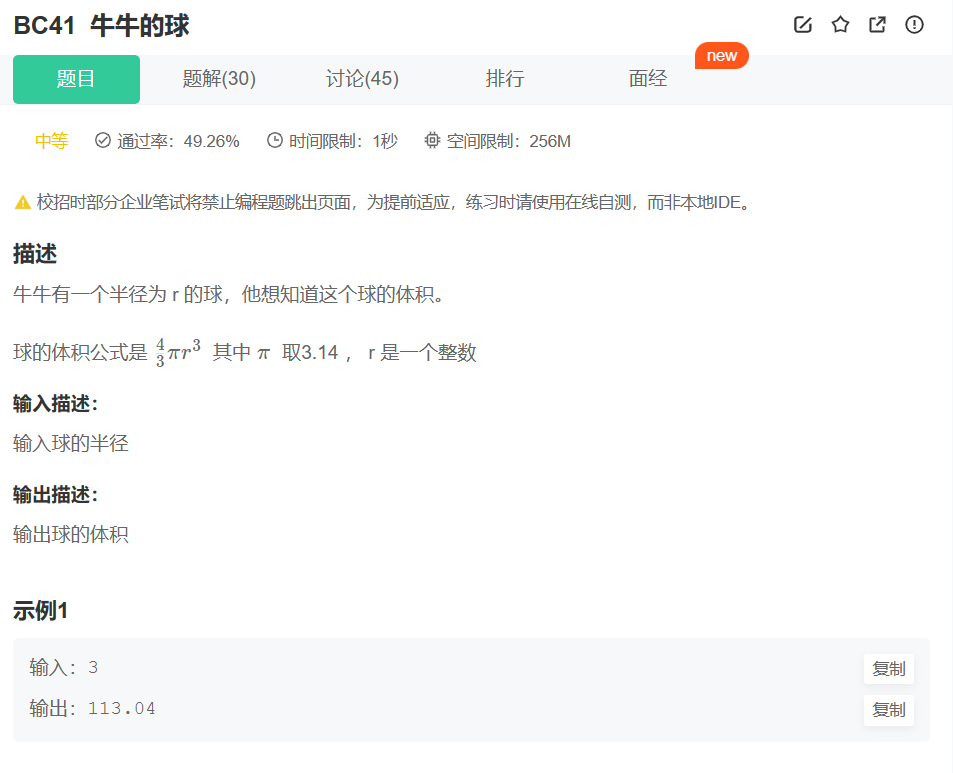 BC41 牛牛的球
new
题目 题解(30) 讨论(45) 排行 面经
中等 通过率：49.26% 时间限制：1秒 空间限制：256M
校招时部分企业笔试将禁止编程题跳出页面，为提前适应，练习时请使用在线自测，而非本地IDE。
描述
牛牛有一个半径为 r 的球，他想知道这个球的体积。
球的体积公式是 4/3 πr³ 其中 π 取3.14 ， r 是一个整数
输入描述：
输入球的半径
输出描述：
输出球的体积
示例1
输入：3 复制
输出：113.04 复制